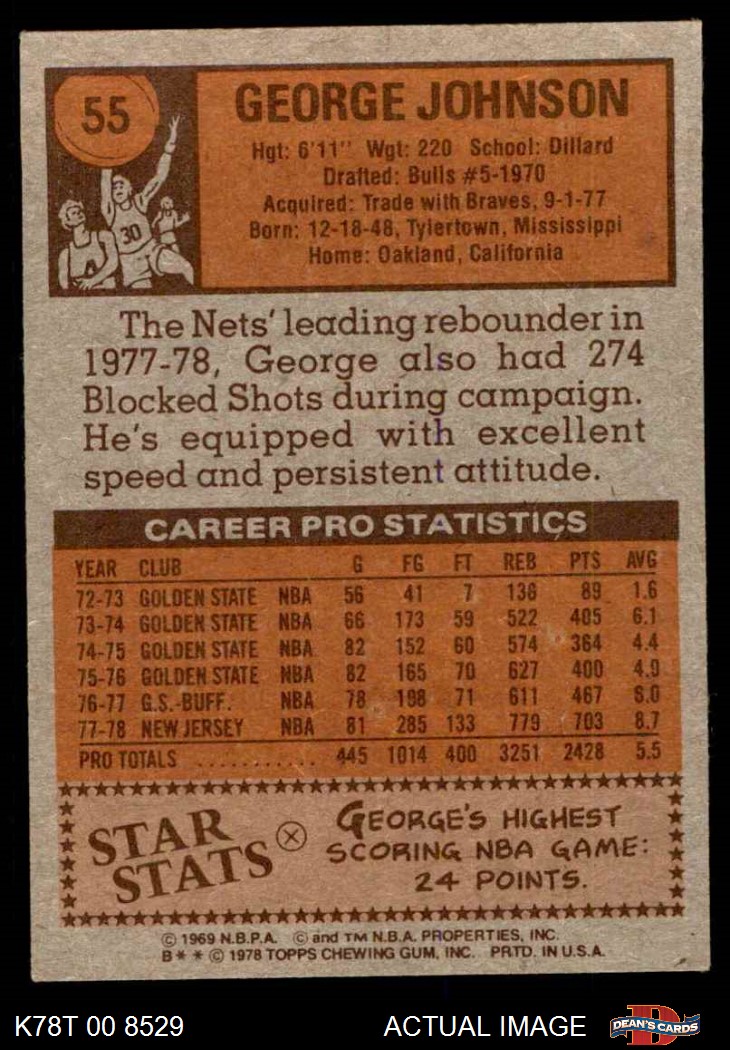 55
GEORGE JOHNSON
Hgt: 6'11" Wgt: 220 School: Dillard
Drafted: Bulls #5-1970
Acquired: Trade with Braves, 9-1-77
Born: 12-18-48, Tylertown, Mississippi
Home: Oakland, California
30
The Nets' leading rebounder in
1977-78, George also had 274
Blocked Shots during campaign.
He's equipped with excellent
speed and persistent attitude.
CAREER PRO STATISTICS
YEAR CLUB G FG FT REB PTS AVG
72-73 GOLDEN STATE NBA 56 41 7 138 89 1.6
73-74 GOLDEN STATE NBA 66 173 59 522 405 6.1
74-75 GOLDEN STATE NBA 82 152 60 574 364 4.4
75-76 GOLDEN STATE NBA 82 165 70 627 400 4.9
76-77 G.S.-BUFF. NBA 78 198 71 611 467 6.0
77-78 NEW JERSEY NBA 81 285 133 779 703 8.7
PRO TOTALS ........... 445 1014 400 3251 2428 5.5
STAR STATS
GEORGE'S HIGHEST
SCORING NBA GAME:
24 POINTS.
© 1969 N.B.P.A. © and TM N.B.A. PROPERTIES, INC.
B * * © 1978 TOPPS CHEWING GUM, INC. PRTD. IN U.S.A.
K78T 00 8529 ACTUAL IMAGE DEAN'S CARDS